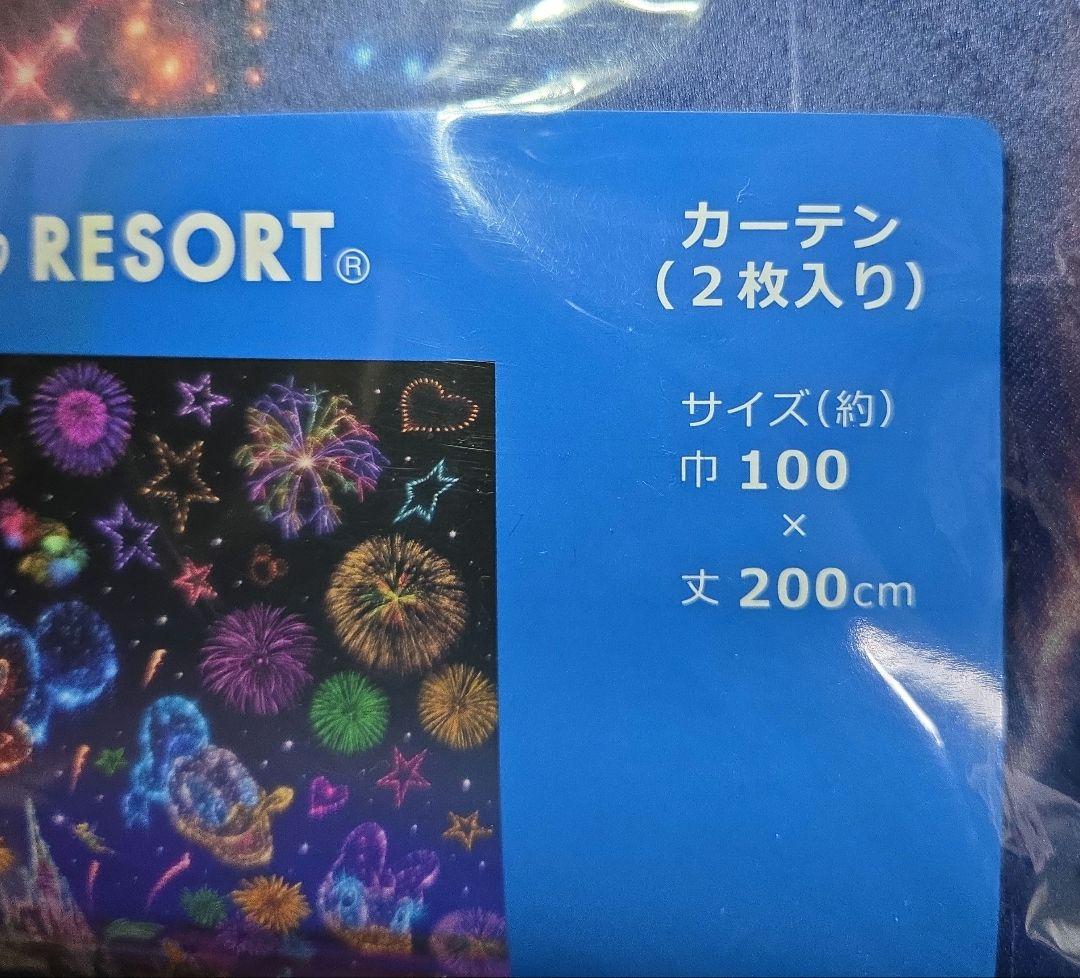 RESORT®
カーテン
（２枚入り）
サイズ（約）
巾 100
×
丈 200cm